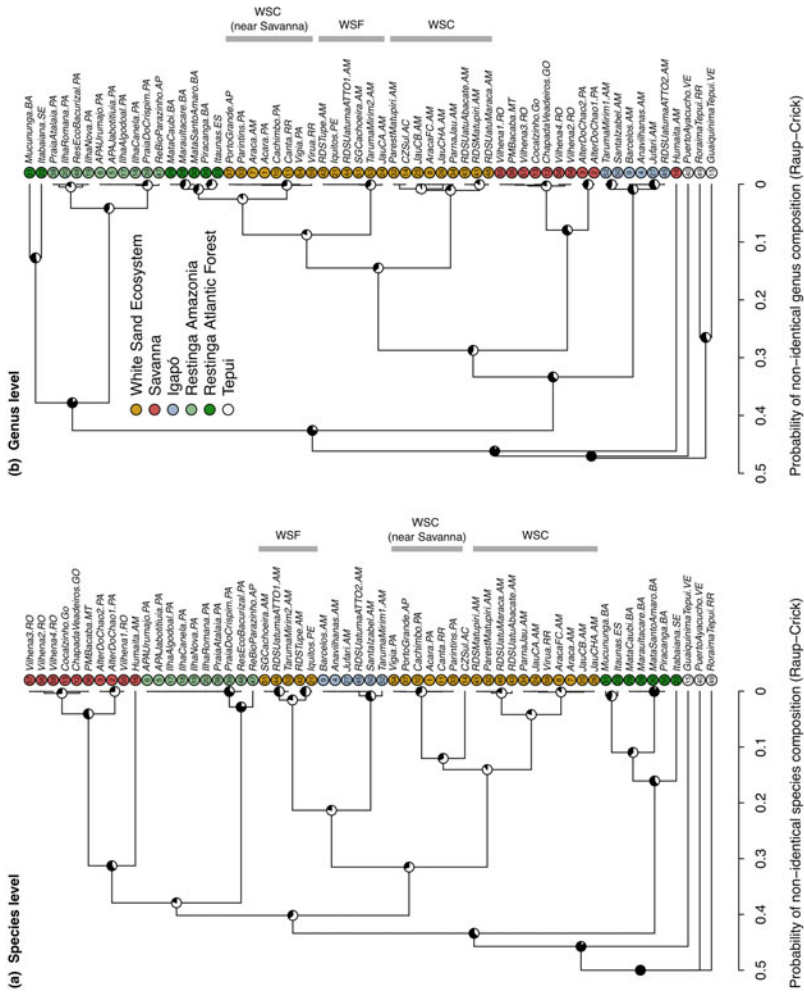 (a) Species level
Vilhena3.RO
Vilhena2.RO
Vilhena4.RO
Cocalzinho.Go
ChapadaVeadeiros.GO
PMBacaba.MT
AlterDoChao2.PA
AlterDoChao1.PA
Vilhena1.RO
Humaita.AM
APAUrumajo.PA
APAJabotitiuia.PA
IlhaAlgodoal.PA
IlhaCanela.PA
IlhaNova.PA
IlhaRomana.PA
PraiaAtalaia.PA
PraiaDoCrispim.PA
ResEcoBacurizal.PA
ReBioParazinho.AP
SGCachoeira.AM
RDSUatumaATTO1.AM
TarumaMirim2.AM
RDSTupe.AM
Iquitos.PE
Barcelos.AM
Anavilhanas.AM
Jufari.AM
RDSUatumaATTO2.AM
SantaIzabel.AM
TarumaMirim1.AM
Vigia.PA
PortoGrande.AP
Cachimbo.PA
Acara.PA
Canta.RR
Parintins.PA
CZSul.AC
RDSMatupiri.AM
ParestMatupiri.AM
RDSUatuMaraca.AM
RDSUatuAbacate.AM
ParnaJau.AM
JauCA.AM
Virua.RR
AracaFC.AM
Araca.AM
JauCB.AM
JauCHA.AM
Mucununga.BA
Itaunas.ES
MataCaubi.BA
Marauitacare.BA
MataSantoAmaro.BA
Piracanga.BA
Itabaiana.SE
GuaiquinimaTepui.VE
PuertoAyacucho.VE
RoraimaTepui.RR
WSF
WSC
(near Savanna)
WSC
0
0.1
0.2
0.3
0.4
0.5
Probability of non−identical species composition (Raup−Crick)
(b) Genus level
Mucununga.BA
Itabaiana.SE
PraiaAtalaia.PA
IlhaRomana.PA
ResEcoBacurizal.PA
IlhaNova.PA
APAUrumajo.PA
APAJabotitiuia.PA
IlhaAlgodoal.PA
IlhaCanela.PA
PraiaDoCrispim.PA
ReBioParazinho.AP
MataCaubi.BA
Marauitacare.BA
MataSantoAmaro.BA
Piracanga.BA
Itaunas.ES
PortoGrande.AP
Parintins.PA
Araca.AM
Acara.PA
Cachimbo.PA
Canta.RR
Vigia.PA
Virua.RR
RDSTupe.AM
Iquitos.PE
RDSUatumaATTO1.AM
SGCachoeira.AM
TarumaMirim2.AM
JauCA.AM
ParestMatupiri.AM
CZSul.AC
JauCB.AM
AracaFC.AM
JauCHA.AM
ParnaJau.AM
RDSUatuAbacate.AM
RDSMatupiri.AM
RDSUatuMaraca.AM
Vilhena1.RO
PMBacaba.MT
Vilhena3.RO
Cocalzinho.Go
ChapadaVeadeiros.GO
Vilhena4.RO
Vilhena2.RO
AlterDoChao2.PA
AlterDoChao1.PA
TarumaMirim1.AM
SantaIzabel.AM
Barcelos.AM
Anavilhanas.AM
Jufari.AM
RDSUatumaATTO2.AM
Humaita.AM
PuertoAyacucho.VE
RoraimaTepui.RR
GuaiquinimaTepui.VE
WSC
(near Savanna)
WSF
WSC
White Sand Ecosystem
Savanna
Igapó
Restinga Amazonia
Restinga Atlantic Forest
Tepui
0
0.1
0.2
0.3
0.4
0.5
Probability of non−identical genus composition (Raup−Crick)